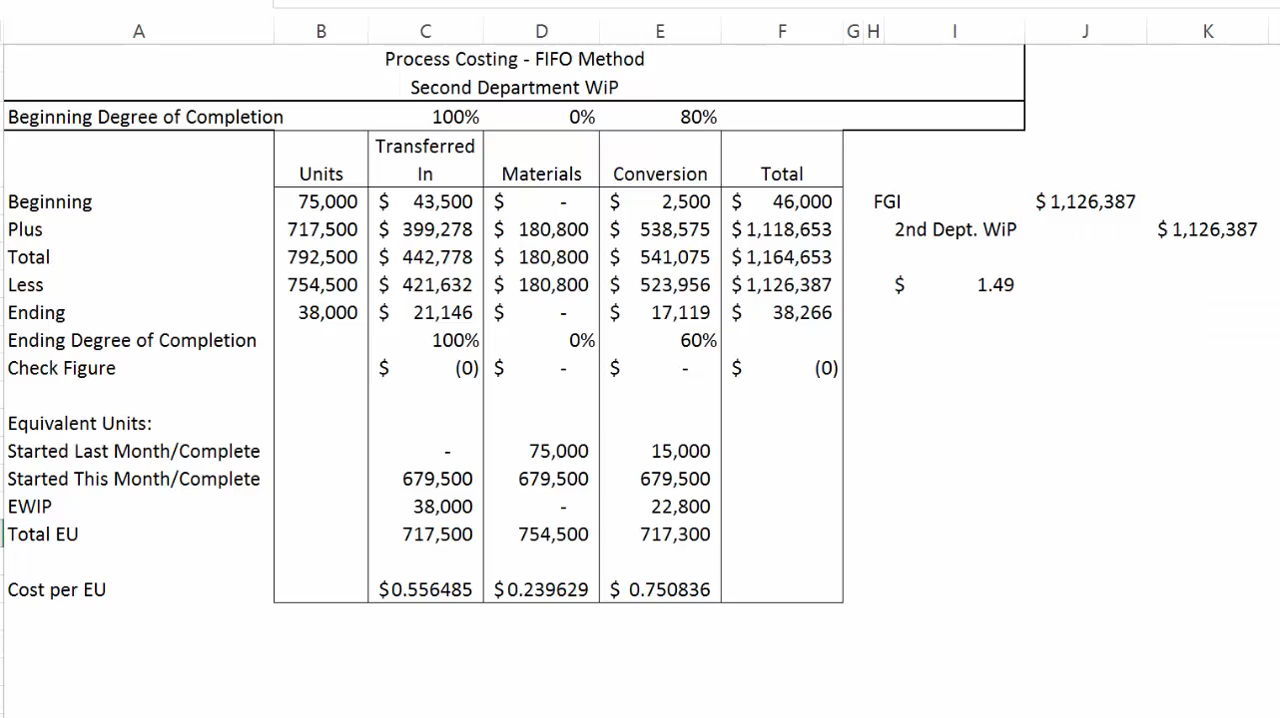 A B C D E F G H I J K
Process Costing - FIFO Method
Second Department WiP
Beginning Degree of Completion 100% 0% 80%
Transferred
Units In Materials Conversion Total
Beginning 75,000 $ 43,500 $ - $ 2,500 $ 46,000 FGI $ 1,126,387
Plus 717,500 $ 399,278 $ 180,800 $ 538,575 $ 1,118,653 2nd Dept. WiP $ 1,126,387
Total 792,500 $ 442,778 $ 180,800 $ 541,075 $ 1,164,653
Less 754,500 $ 421,632 $ 180,800 $ 523,956 $ 1,126,387 $ 1.49
Ending 38,000 $ 21,146 $ - $ 17,119 $ 38,266
Ending Degree of Completion 100% 0% 60%
Check Figure $ (0) $ - $ - $ (0)
Equivalent Units:
Started Last Month/Complete - 75,000 15,000
Started This Month/Complete 679,500 679,500 679,500
EWIP 38,000 - 22,800
Total EU 717,500 754,500 717,300
Cost per EU $ 0.556485 $ 0.239629 $ 0.750836